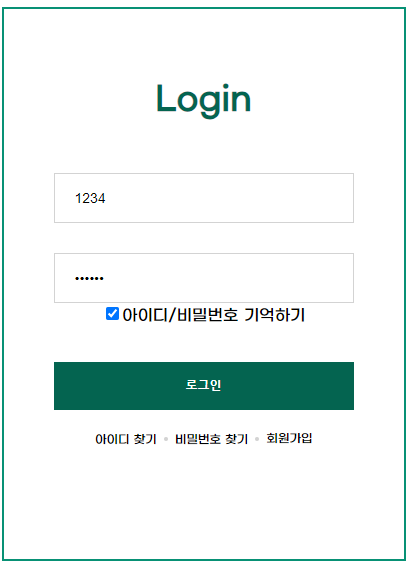 Login
1234
••••••
아이디/비밀번호 기억하기
로그인
아이디 찾기 • 비밀번호 찾기 • 회원가입